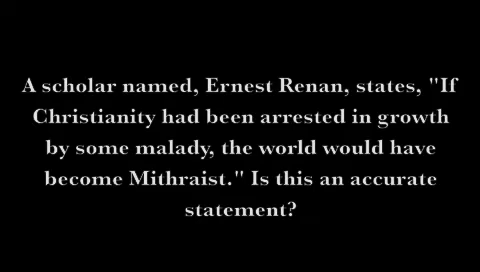 A scholar named, Ernest Renan, states, "If
Christianity had been arrested in growth
by some malady, the world would have
become Mithraist." Is this an accurate
statement?